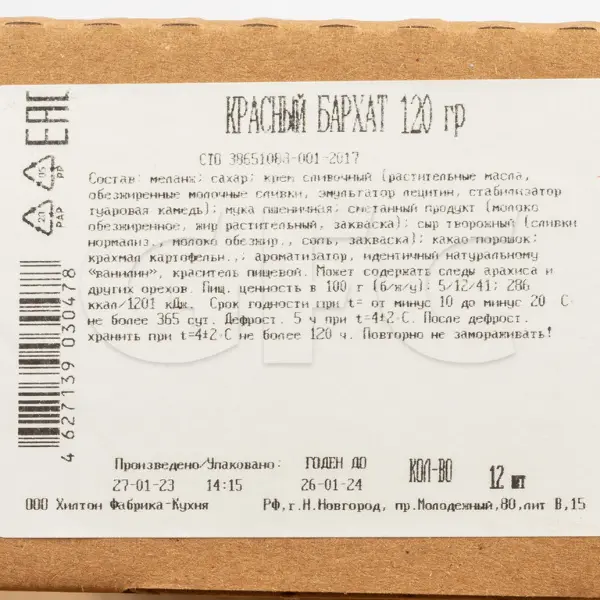 EAC
КРАСНЫЙ БАРХАТ 120 гр
СТО 38651083-001-2017
Состав: меланж; сахар; крем сливочный (растительные масла,
обезжиренные молочные сливки, эмульгатор лецитин, стабилизатор
гуаровая камедь); мука пшеничная; сметанный продукт (молоко
обезжиренное, жир растительный, закваска); сыр творожный (сливки
нормализ., молоко обезжир., соль, закваска); какао-порошок;
крахмал картофельн.,; ароматизатор, идентичный натуральному
«ванилин», краситель пищевой. Может содержать следы арахиса и
других орехов. Пищ. ценность в 100 г (б/ж/у): 5/12/41; 286
ккал/1201 кДж. Срок годности при t= от минус 10 до минус 20 С
не более 365 сут. Дефрост. 5 ч при t=4±2 С. После дефрост.
хранить при t=4±2 С не более 120 ч. Повторно не замораживать!
05
PP
20
PAP
4 627139 030478
Произведено/Упаковано: ГОДЕН ДО КОЛ-ВО 12 шт
27-01-23 14:15 26-01-24
ООО Хилтон Фабрика-Кухня РФ,г.Н.Новгород, пр.Молодежный,80,лит В,15